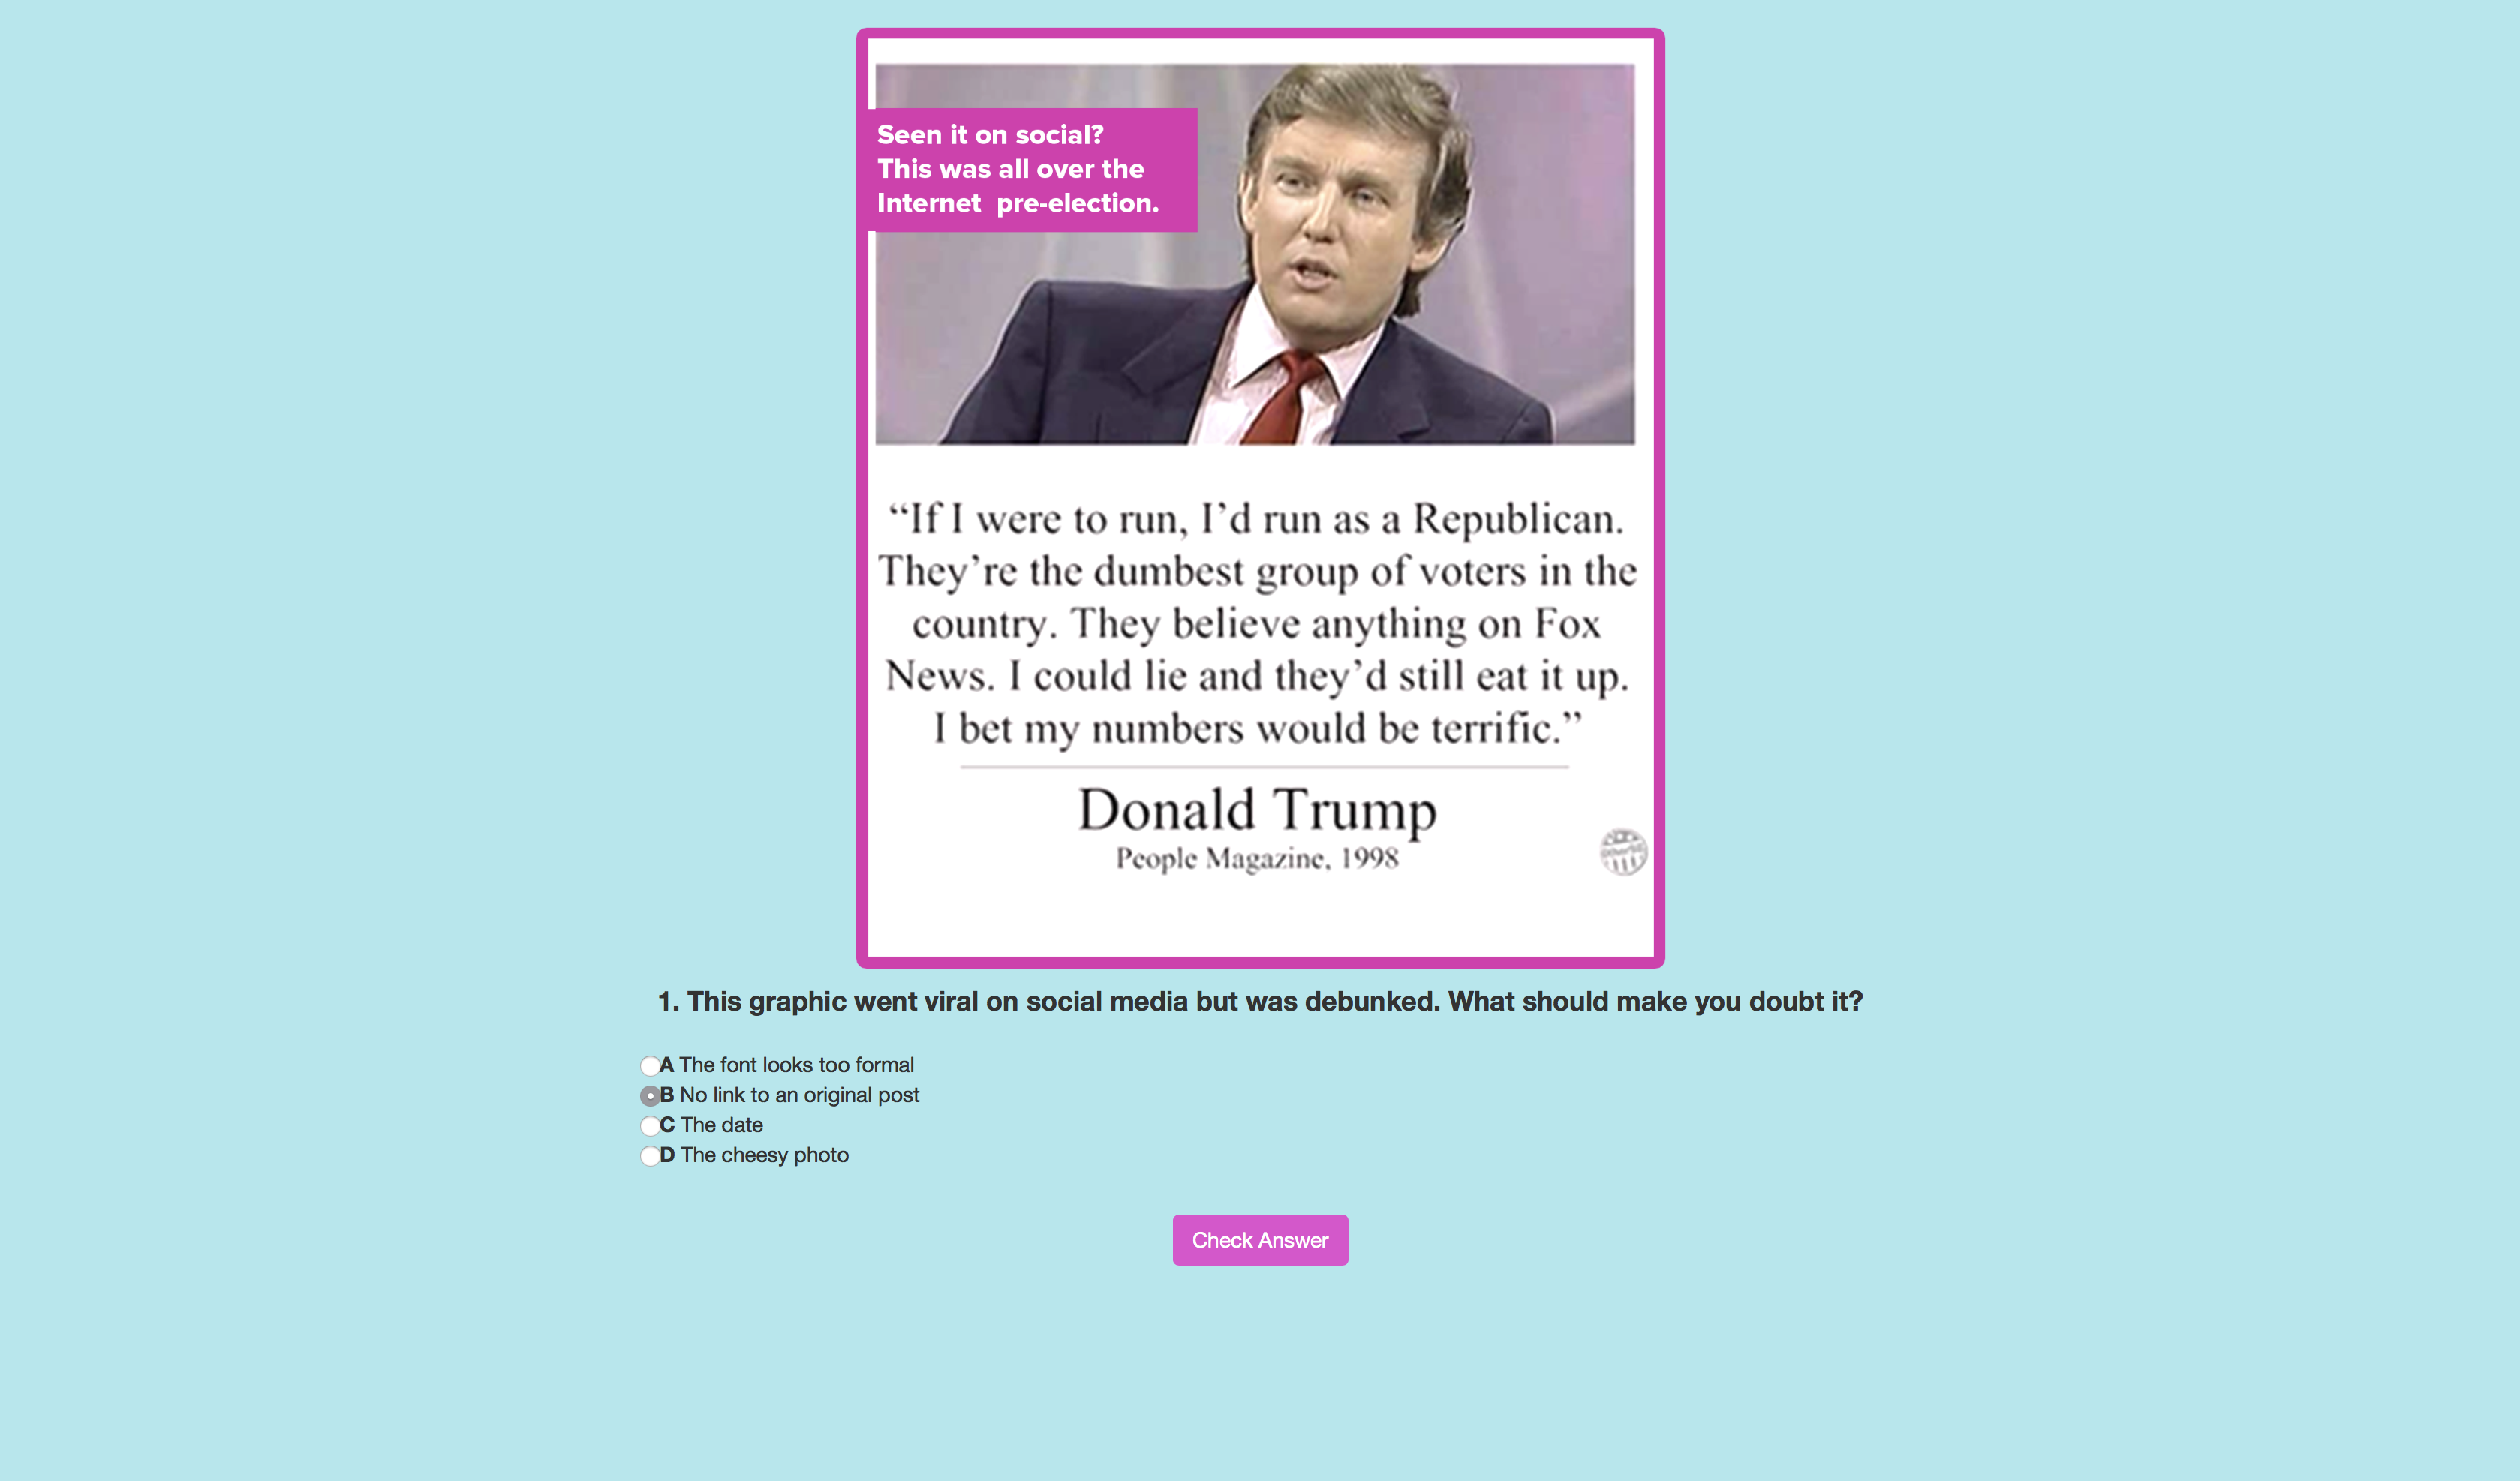 Seen it on social?
This was all over the
Internet  pre-election.
“If I were to run, I’d run as a Republican.
They’re the dumbest group of voters in the
country. They believe anything on Fox
News. I could lie and they’d still eat it up.
I bet my numbers would be terrific.”
Donald Trump
People Magazine, 1998
1. This graphic went viral on social media but was debunked. What should make you doubt it?
A The font looks too formal
B No link to an original post
C The date
D The cheesy photo
Check Answer